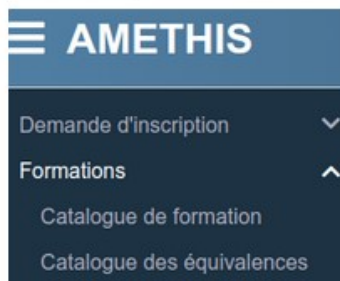 AMETHIS
Demande d'inscription
Formations
Catalogue de formation
Catalogue des équivalences